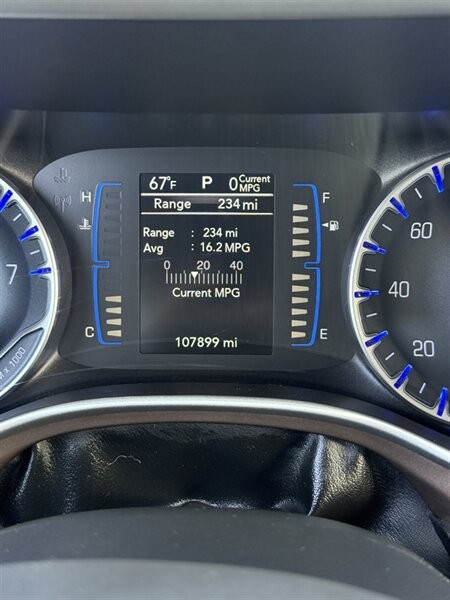 67°F P 0 Current MPG
Range 234 mi
Range : 234 mi
Avg : 16.2 MPG
0 20 40
Current MPG
107899 mi
H
C
F
E
7
x 1000
60
40
20